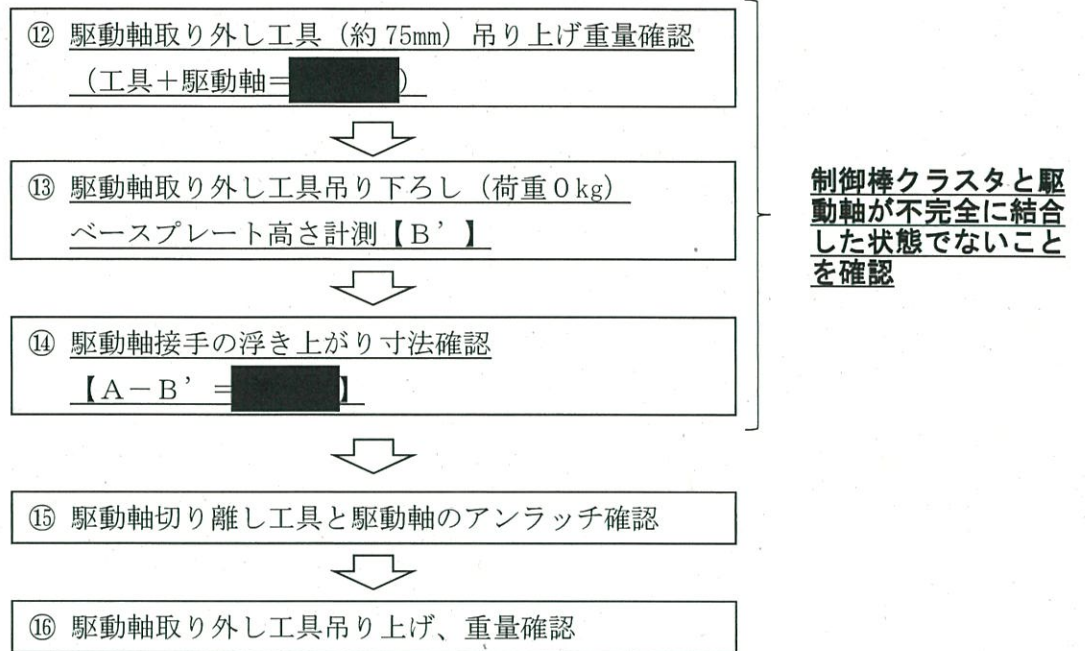 ⑫ 駆動軸取り外し工具（約 75mm）吊り上げ重量確認
（工具＋駆動軸＝）
⑬ 駆動軸取り外し工具吊り下ろし（荷重０kg）
ベースプレート高さ計測【Ｂ’】
⑭ 駆動軸接手の浮き上がり寸法確認
【Ａ－Ｂ’＝】
⑮ 駆動軸切り離し工具と駆動軸のアンラッチ確認
⑯ 駆動軸取り外し工具吊り上げ、重量確認
制御棒クラスタと駆
動軸が不完全に結合
した状態でないこと
を確認